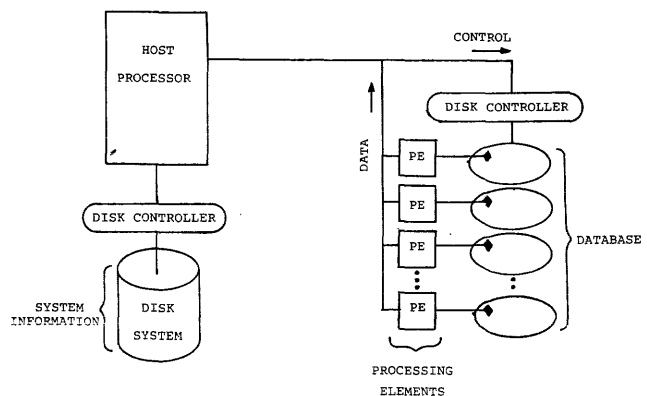 HOST
PROCESSOR
CONTROL
DISK CONTROLLER
DATA
PE
PE
PE
PE
DATABASE
DISK CONTROLLER
SYSTEM
INFORMATION
DISK
SYSTEM
PROCESSING
ELEMENTS